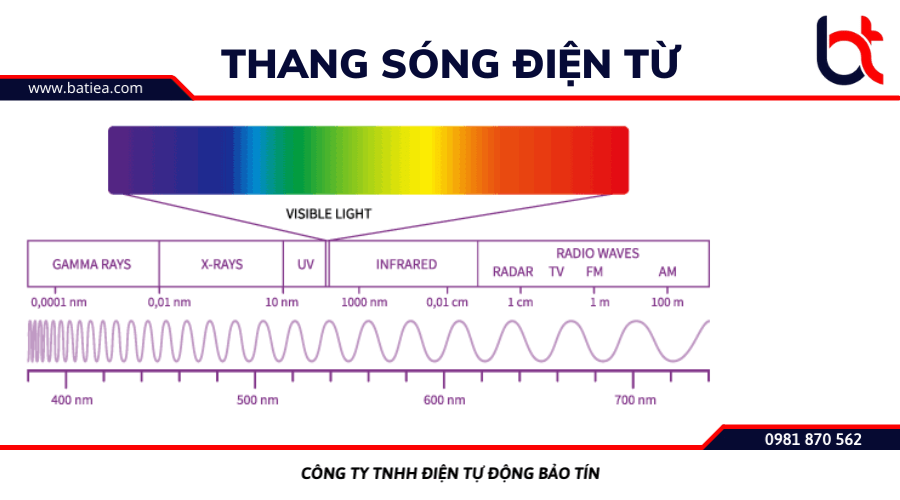 THANG SÓNG ĐIỆN TỪ
bt
www.batiea.com
VISIBLE LIGHT
GAMMA RAYS X-RAYS UV INFRARED RADIO WAVES
RADAR TV FM AM
0,0001 nm 0,01 nm 10 nm 1000 nm 0,01 cm 1 cm 1 m 100 m
400 nm 500 nm 600 nm 700 nm
0981 870 562
CÔNG TY TNHH ĐIỆN TỰ ĐỘNG BẢO TÍN